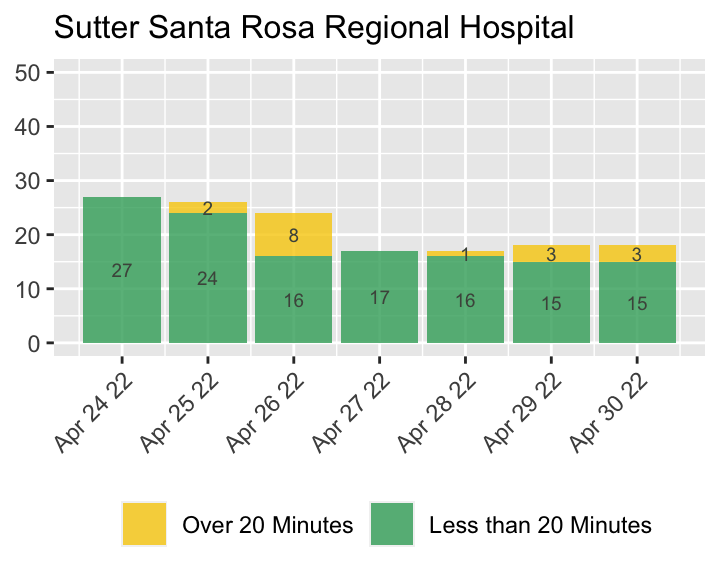 Sutter Santa Rosa Regional Hospital
50
40
30
20
10
0
27
2
24
8
16
17
1
16
3
15
3
15
Apr 24 22
Apr 25 22
Apr 26 22
Apr 27 22
Apr 28 22
Apr 29 22
Apr 30 22
Over 20 Minutes
Less than 20 Minutes